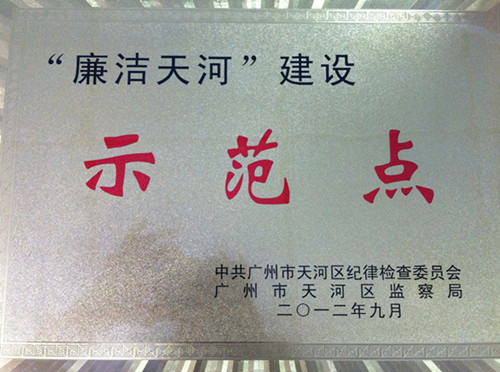 “廉洁天河”建设
示范点
中共广州市天河区纪律检查委员会
广州市天河区监察局
二〇一二年九月